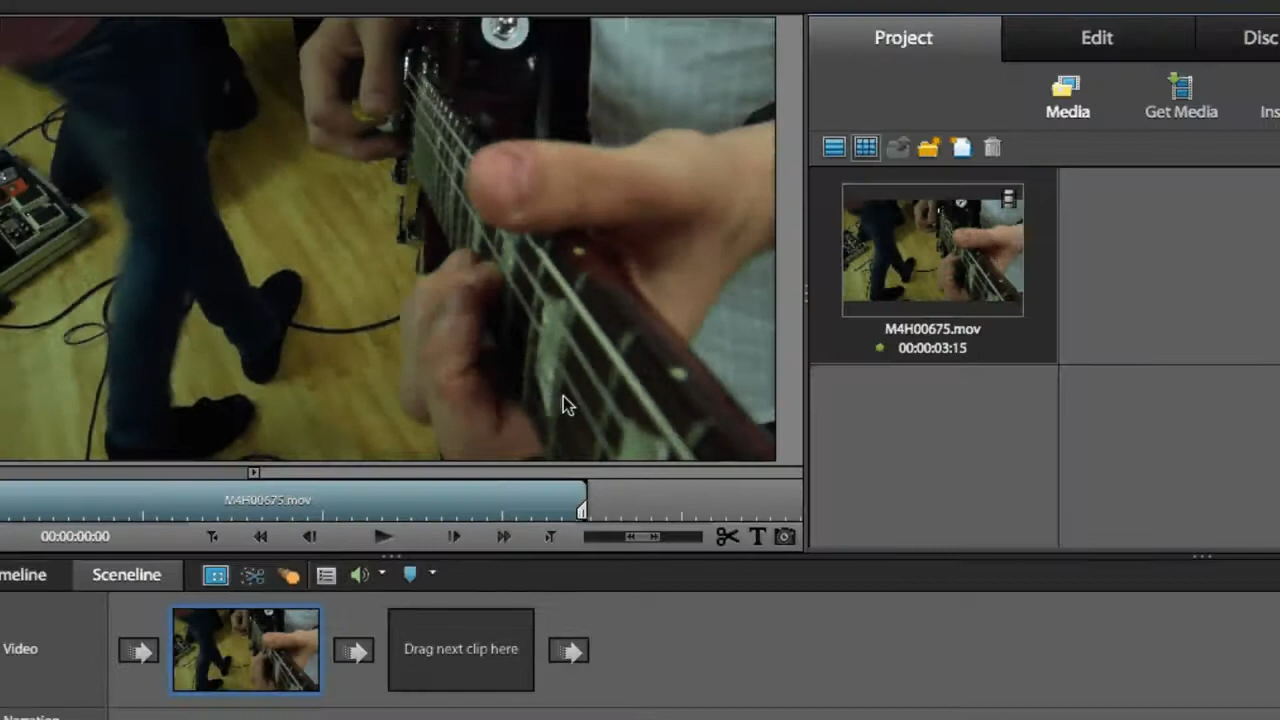 Project
Edit
Disc
Media
Get Media
Ins
M4H00675.mov
00:00:03:15
M4H00675.mov
00:00:00:00
T
meline
Sceneline
Video
Drag next clip here